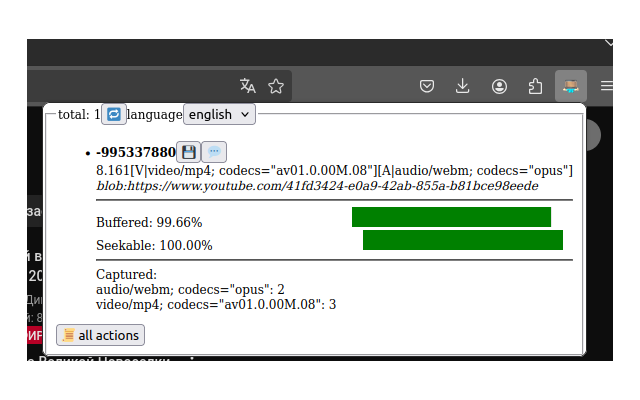 total: 1 language english
-995337880
8.161[V|video/mp4; codecs="av01.0.00M.08"][A|audio/webm; codecs="opus"]
blob:https://www.youtube.com/41fd3424-e0a9-42ab-855a-b81bce98eede
Buffered: 99.66%
Seekable: 100.00%
Captured:
audio/webm; codecs="opus": 2
video/mp4; codecs="av01.0.00M.08": 3
all actions